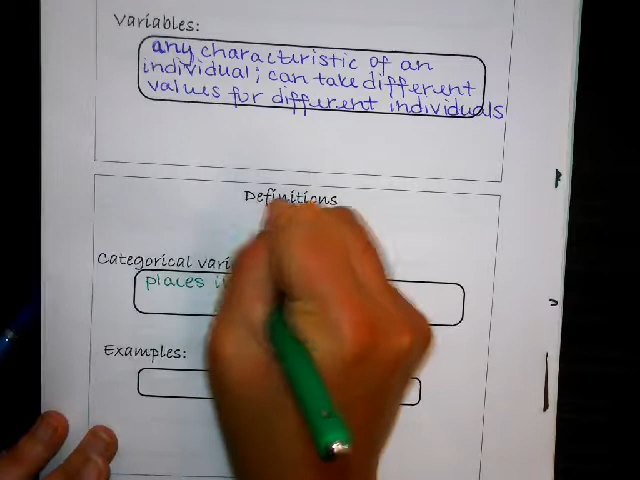 Variables:
any characteristic of an
individual; can take different
values for different individuals
Definitions
Categorical vari
places i
Examples: